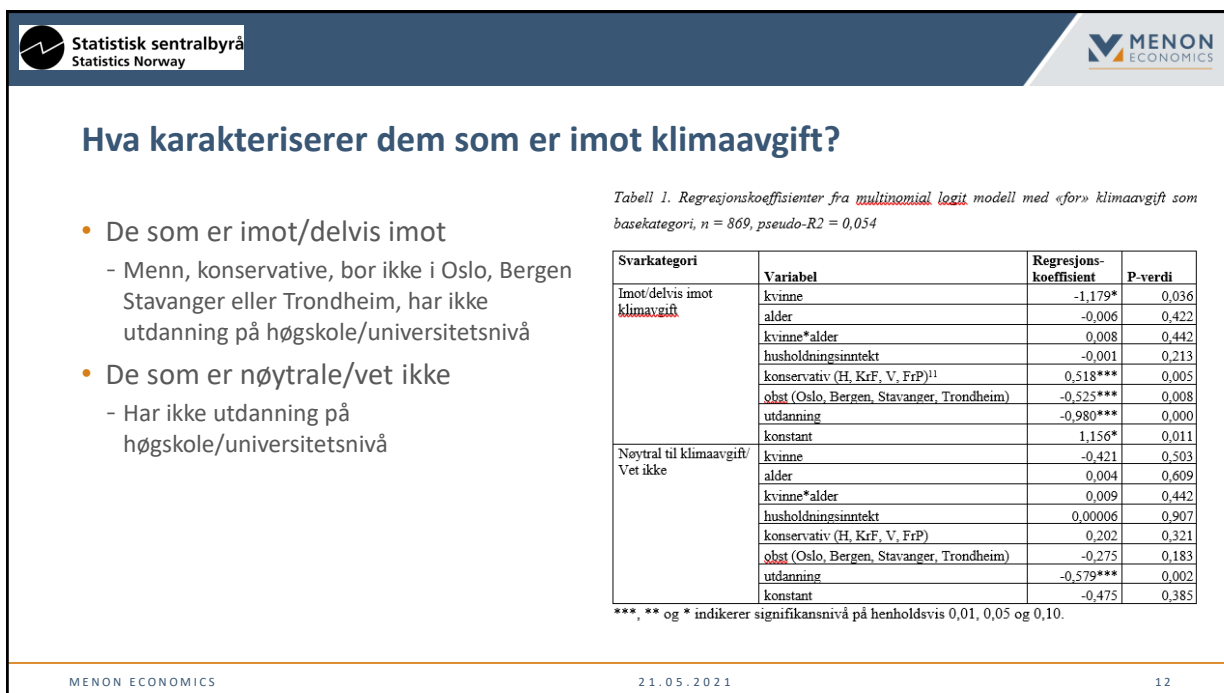 Statistisk sentralbyrå
Statistics Norway
MENON
ECONOMICS
Hva karakteriserer dem som er imot klimaavgift?
• De som er imot/delvis imot
- Menn, konservative, bor ikke i Oslo, Bergen
Stavanger eller Trondheim, har ikke
utdanning på høgskole/universitetsnivå
• De som er nøytrale/vet ikke
- Har ikke utdanning på
høgskole/universitetsnivå
Tabell 1. Regresjonskoeffisienter fra multinomial logit modell med «for» klimaavgift som
basekategori, n = 869, pseudo-R2 = 0,054
Svarkategori Variabel Regresjons-
koeffisient P-verdi
Imot/delvis imot kvinne -1,179* 0,036
klimavgift alder -0,006 0,422
kvinne*alder 0,008 0,442
husholdningsinntekt -0,001 0,213
konservativ (H, KrF, V, FrP)11 0,518*** 0,005
obst (Oslo, Bergen, Stavanger, Trondheim) -0,525*** 0,008
utdanning -0,980*** 0,000
konstant 1,156* 0,011
Nøytral til klimaavgift/ kvinne -0,421 0,503
Vet ikke alder 0,004 0,609
kvinne*alder 0,009 0,442
husholdningsinntekt 0,00006 0,907
konservativ (H, KrF, V, FrP) 0,202 0,321
obst (Oslo, Bergen, Stavanger, Trondheim) -0,275 0,183
utdanning -0,579*** 0,002
konstant -0,475 0,385
***, ** og * indikerer signifikansnivå på henholdsvis 0,01, 0,05 og 0,10.
MENON ECONOMICS 21.05.2021 12